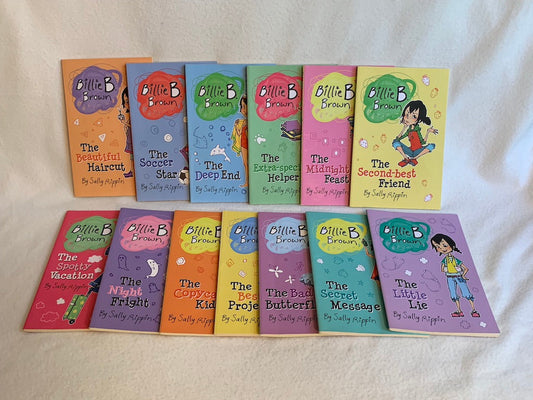 Billie B
Brown
The
Beautiful
Haircut
By Sally Rippin
Billie B
Brown
The
Soccer
Star
By Sally Rippin
Billie B
Brown
The
Deep End
By Sally Rippin
Billie B
Brown
The
Extra-spec
Helper
By Sally Rippin
Billie B
Brown
The
Midnight
Feast
By Sally Rippin
Billie B
Brown
The
Second-best
Friend
By Sally Rippin
Billie B
Brown
The
Spotty
Vacation
By Sally Rippin
Billie B
Brown
The
Night
Fright
By Sally Rippin
Billie B
Brown
The
Copyca
Kid
By Sally Rippin
Billie B
Brown
The
Bes
Proje
By Sally Rippin
Billie B
Brown
The
Bad
Butterf
By Sally Rippin
Billie B
Brown
The
Secret
Message
By Sally Rippin
Billie B
Brown
The
Little
Lie
By Sally Rippin